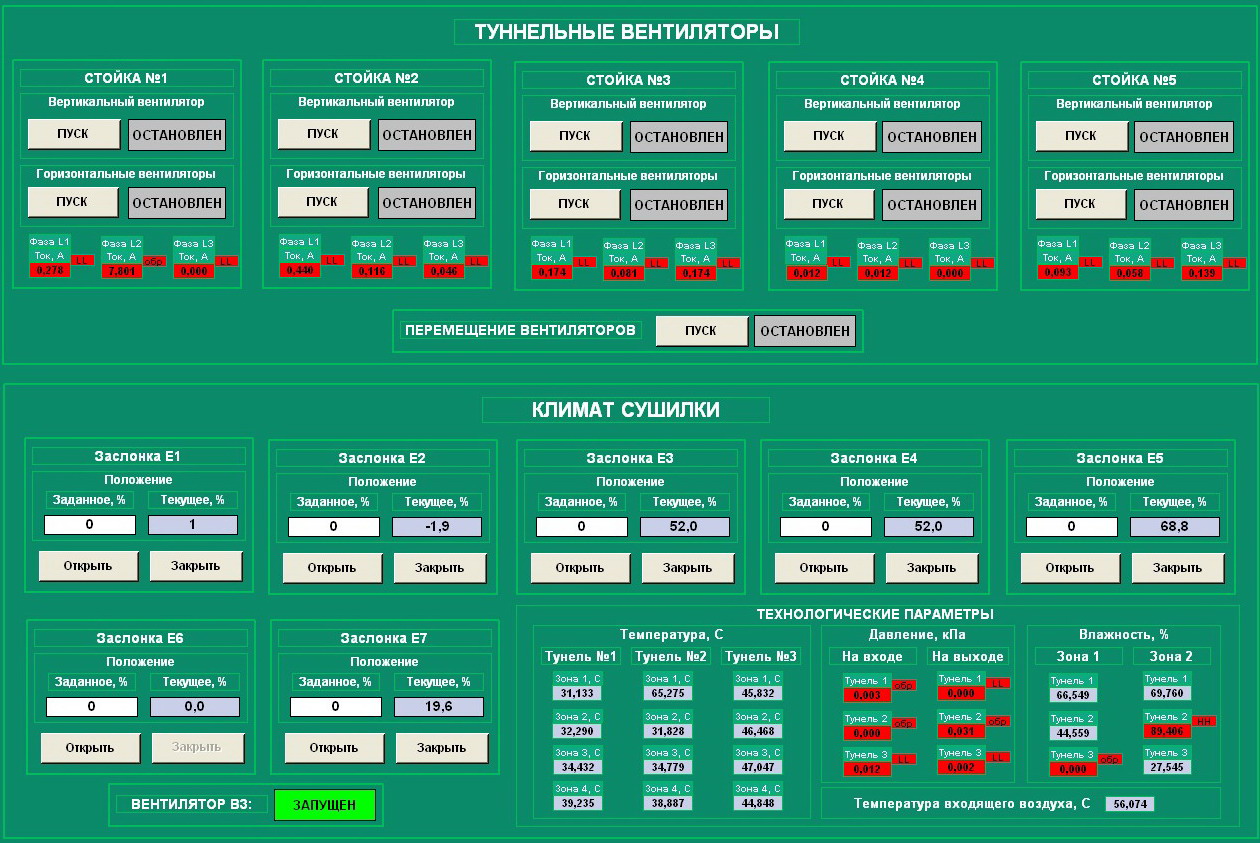 ТУННЕЛЬНЫЕ ВЕНТИЛЯТОРЫ
СТОЙКА №1
Вертикальный вентилятор
ПУСК ОСТАНОВЛЕН
Горизонтальные вентиляторы
ПУСК ОСТАНОВЛЕН
Фаза L1 Фаза L2 Фаза L3
Ток, А LL Ток, А обр Ток, А LL
0,278 7,801 0,000
СТОЙКА №2
Вертикальный вентилятор
ПУСК ОСТАНОВЛЕН
Горизонтальные вентиляторы
ПУСК ОСТАНОВЛЕН
Фаза L1 Фаза L2 Фаза L3
Ток, А LL Ток, А LL Ток, А LL
0,440 0,116 0,046
СТОЙКА №3
Вертикальный вентилятор
ПУСК ОСТАНОВЛЕН
Горизонтальные вентиляторы
ПУСК ОСТАНОВЛЕН
Фаза L1 Фаза L2 Фаза L3
Ток, А LL Ток, А LL Ток, А LL
0,174 0,081 0,174
СТОЙКА №4
Вертикальный вентилятор
ПУСК ОСТАНОВЛЕН
Горизонтальные вентиляторы
ПУСК ОСТАНОВЛЕН
Фаза L1 Фаза L2 Фаза L3
Ток, А LL Ток, А LL Ток, А LL
0,012 0,012 0,000
СТОЙКА №5
Вертикальный вентилятор
ПУСК ОСТАНОВЛЕН
Горизонтальные вентиляторы
ПУСК ОСТАНОВЛЕН
Фаза L1 Фаза L2 Фаза L3
Ток, А LL Ток, А LL Ток, А LL
0,093 0,058 0,139
ПЕРЕМЕЩЕНИЕ ВЕНТИЛЯТОРОВ ПУСК ОСТАНОВЛЕН
КЛИМАТ СУШИЛКИ
Заслонка Е1
Положение
Заданное, % Текущее, %
0 1
Открыть Закрыть
Заслонка Е2
Положение
Заданное, % Текущее, %
0 -1,9
Открыть Закрыть
Заслонка Е3
Положение
Заданное, % Текущее, %
0 52,0
Открыть Закрыть
Заслонка Е4
Положение
Заданное, % Текущее, %
0 52,0
Открыть Закрыть
Заслонка Е5
Положение
Заданное, % Текущее, %
0 68,8
Открыть Закрыть
Заслонка Е6
Положение
Заданное, % Текущее, %
0 0,0
Открыть Закрыть
Заслонка Е7
Положение
Заданное, % Текущее, %
0 19,6
Открыть Закрыть
ВЕНТИЛЯТОР В3: ЗАПУЩЕН
ТЕХНОЛОГИЧЕСКИЕ ПАРАМЕТРЫ
Температура, С
Тунель №1 Тунель №2 Тунель №3
Зона 1, С Зона 1, С Зона 1, С
31,133 65,275 45,832
Зона 2, С Зона 2, С Зона 2, С
32,290 31,828 46,468
Зона 3, С Зона 3, С Зона 3, С
34,432 34,779 47,047
Зона 4, С Зона 4, С Зона 4, С
39,235 38,887 44,848
Давление, кПа
На входе На выходе
Тунель 1 обр Тунель 1 LL
0,003 0,000
Тунель 2 обр Тунель 2 обр
0,000 0,031
Тунель 3 LL Тунель 3 LL
0,012 0,002
Влажность, %
Зона 1 Зона 2
Тунель 1 Тунель 1
66,549 69,760
Тунель 2 Тунель 2 HH
44,559 89,406
Тунель 3 обр Тунель 3
0,000 27,545
Температура входящего воздуха, С 56,074